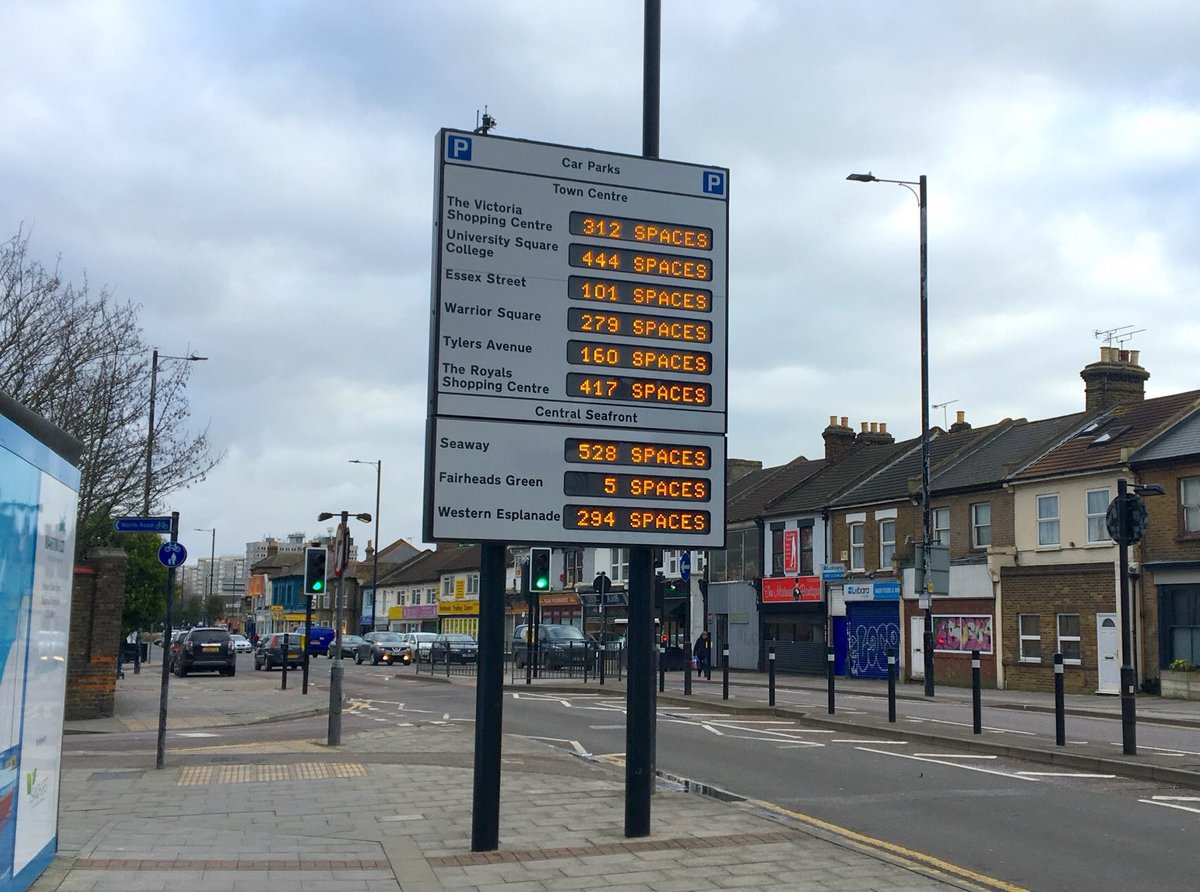 P
Car Parks
P
Town Centre
The Victoria
Shopping Centre
312 SPACES
University Square
College
444 SPACES
Essex Street
101 SPACES
Warrior Square
279 SPACES
Tylers Avenue
160 SPACES
The Royals
Shopping Centre
417 SPACES
Central Seafront
Seaway
528 SPACES
Fairheads Green
5 SPACES
Western Esplanade
294 SPACES
North Road
Lebara
Lebara